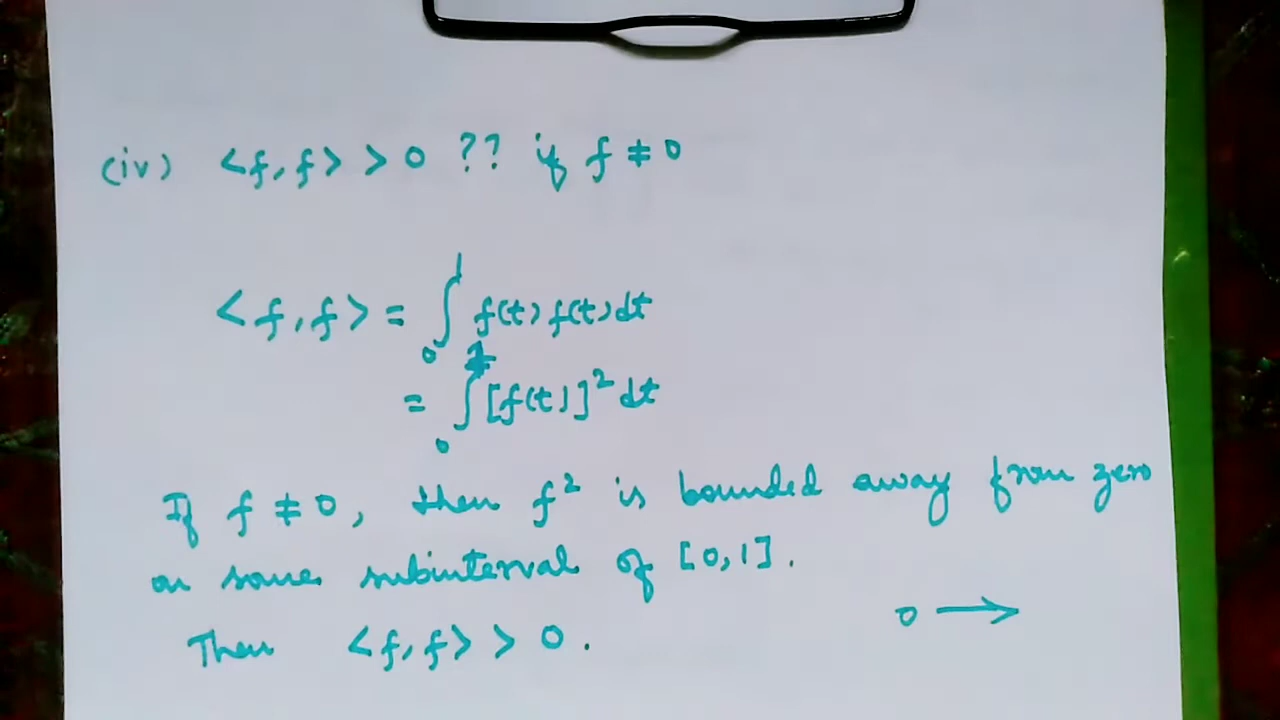 (iv) <f, f> > 0 ?? if f ≠ 0
<f, f> = ∫₀¹ f(t) f(t) dt
= ∫₀¹ [f(t)]² dt
If f ≠ 0, then f² is bounded away from zero
on some subinterval of [0,1].
0 →
Then <f, f> > 0.